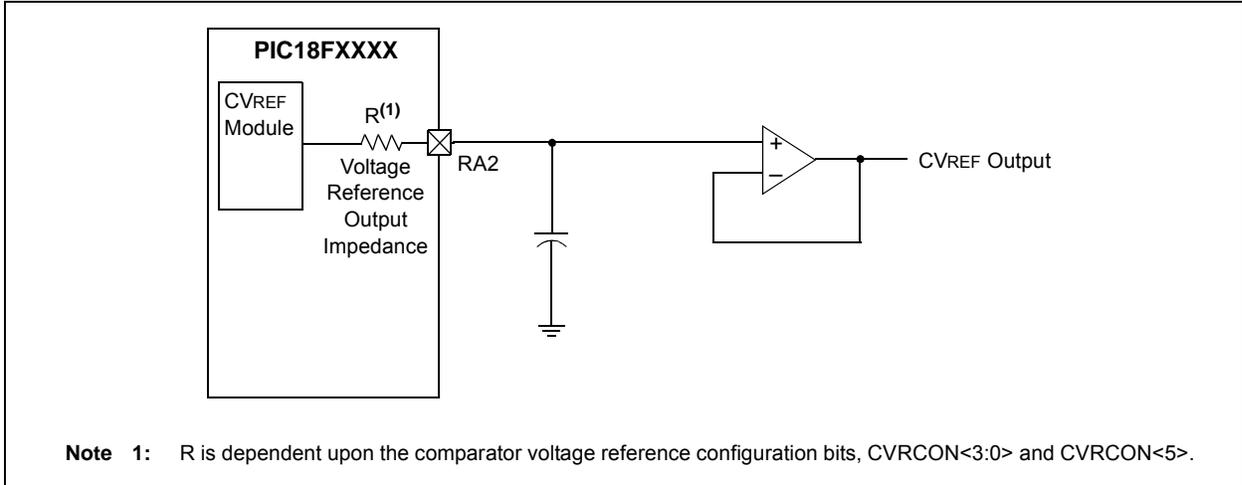 PIC18FXXXX
CVREF
Module
R(1)
Voltage
Reference
Output
Impedance
RA2
+
–
CVREF Output
Note 1: R is dependent upon the comparator voltage reference configuration bits, CVRCON<3:0> and CVRCON<5>.